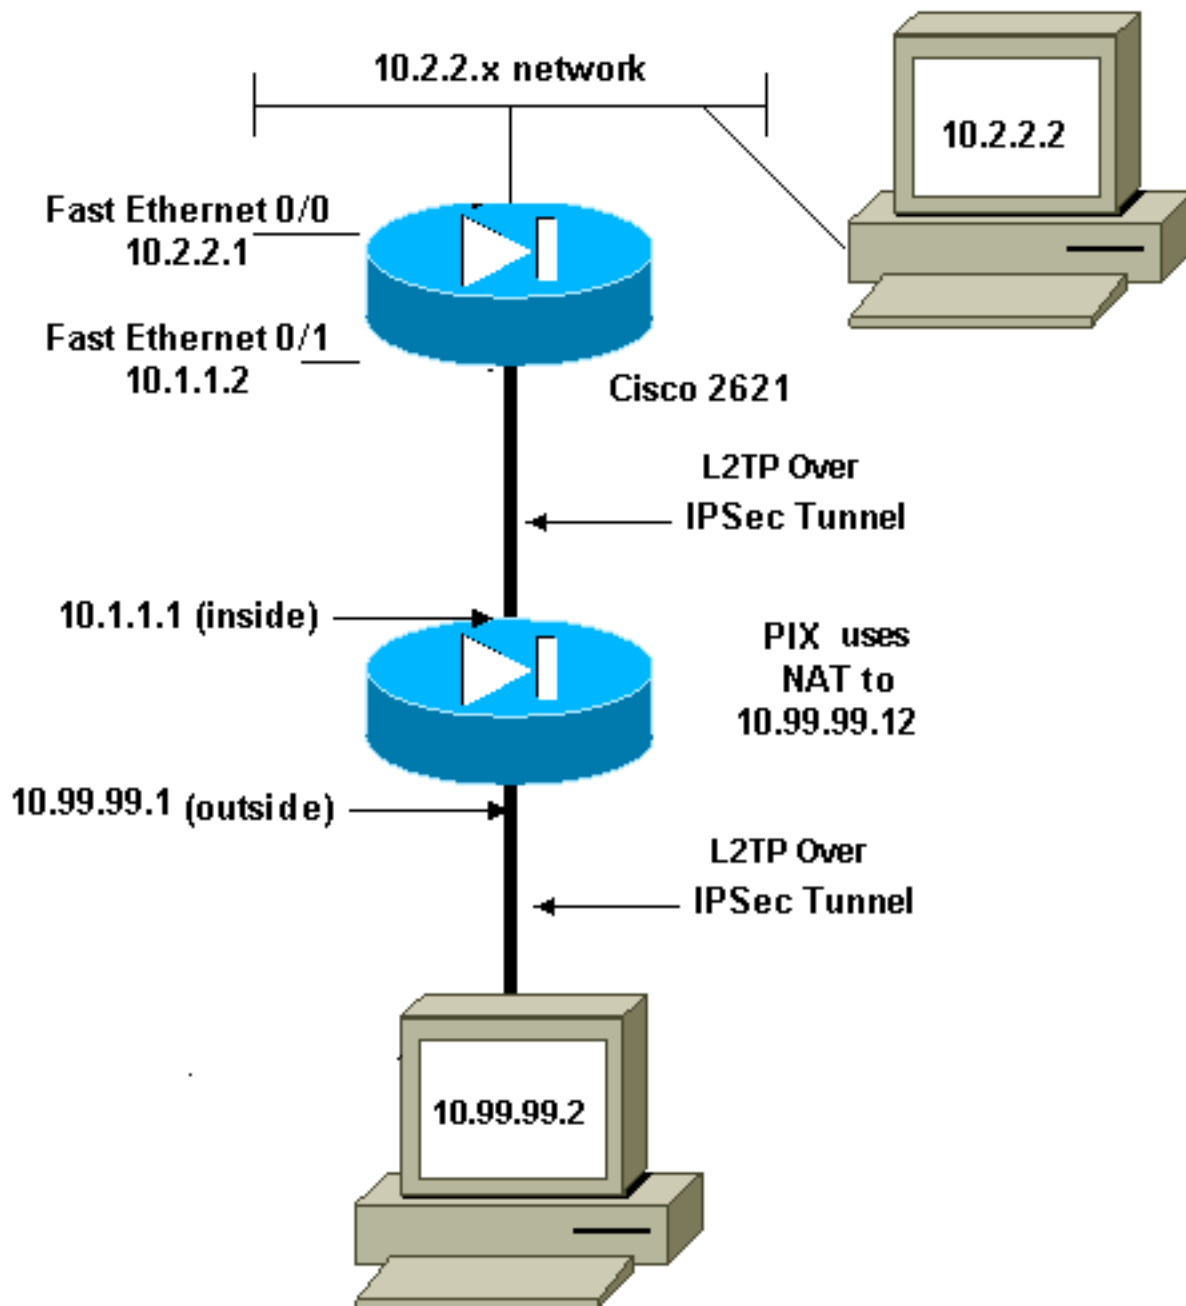 10.2.2.x network
10.2.2.2
Fast Ethernet 0/0
10.2.2.1
Fast Ethernet 0/1
10.1.1.2
Cisco 2621
L2TP Over
IPSec Tunnel
10.1.1.1 (inside)
PIX uses
NAT to
10.99.99.12
10.99.99.1 (outside)
L2TP Over
IPSec Tunnel
10.99.99.2